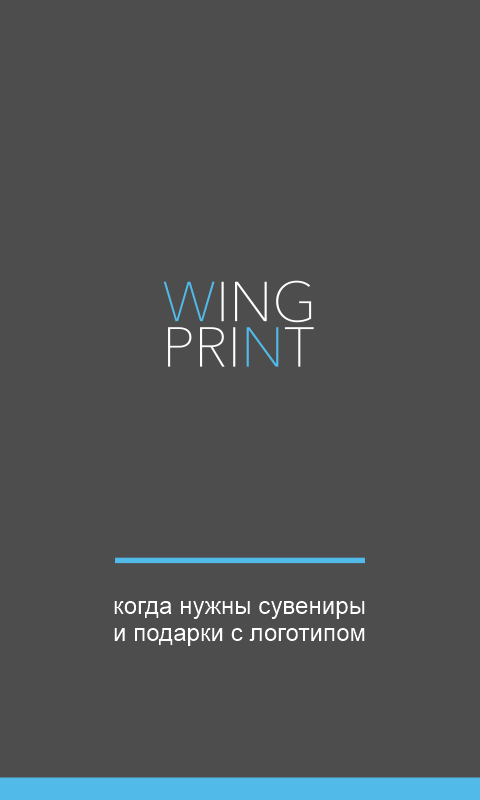 WING
PRINT
когда нужны сувениры
и подарки с логотипом